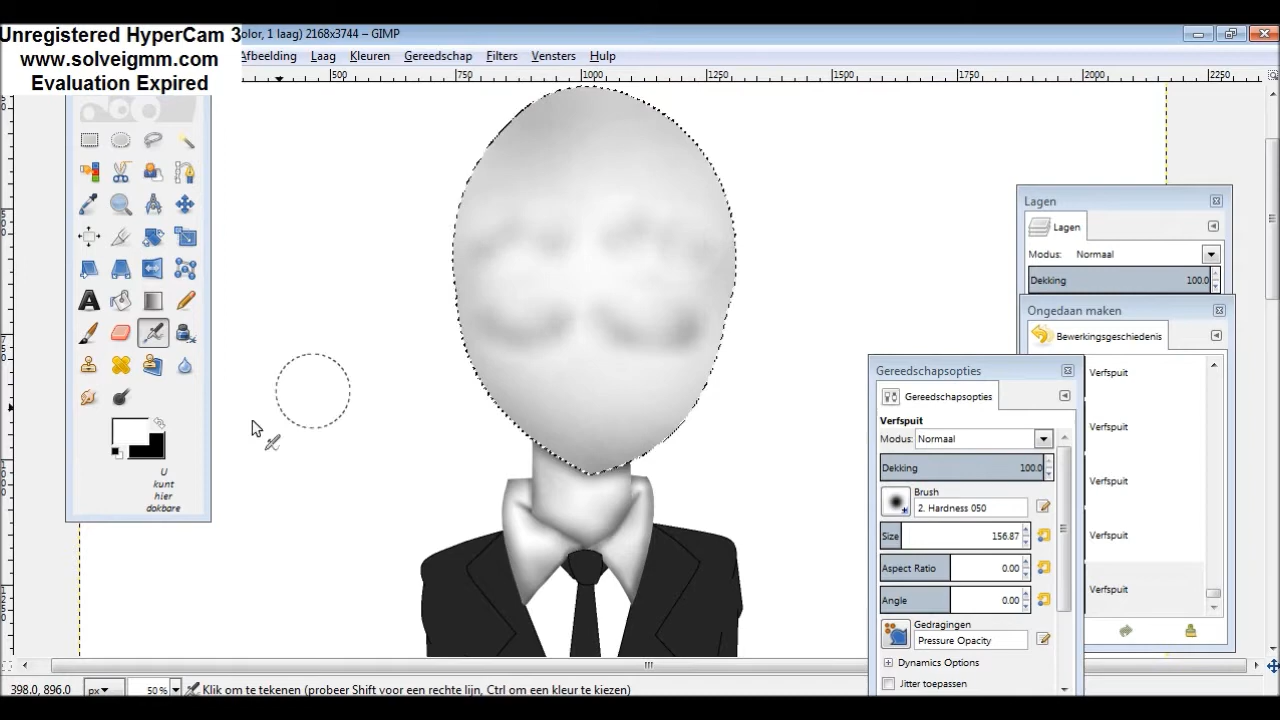 Unregistered HyperCam 3
www.solveigmm.com
Evaluation Expired
olor, 1 laag) 2168x3744 – GIMP
Afbeelding Laag Kleuren Gereedschap Filters Vensters Hulp
500 750 1000 1250 1500 1750 2000 2250
Lagen
Lagen
Modus: Normaal
Dekking 100.0
Ongedaan maken
Bewerkingsgeschiedenis
Verfspuit
Verfspuit
Verfspuit
Verfspuit
Verfspuit
Gereedschapsopties
Gereedschapsopties
Verfspuit
Modus: Normaal
Dekking 100.0
Brush
2. Hardness 050
Size 156.87
Aspect Ratio 0.00
Angle 0.00
Gedragingen
Pressure Opacity
Dynamics Options
Jitter toepassen
U
kunt
hier
dokbare
398.0, 896.0 px 50% Klik om te tekenen (probeer Shift voor een rechte lijn, Ctrl om een kleur te kiezen)